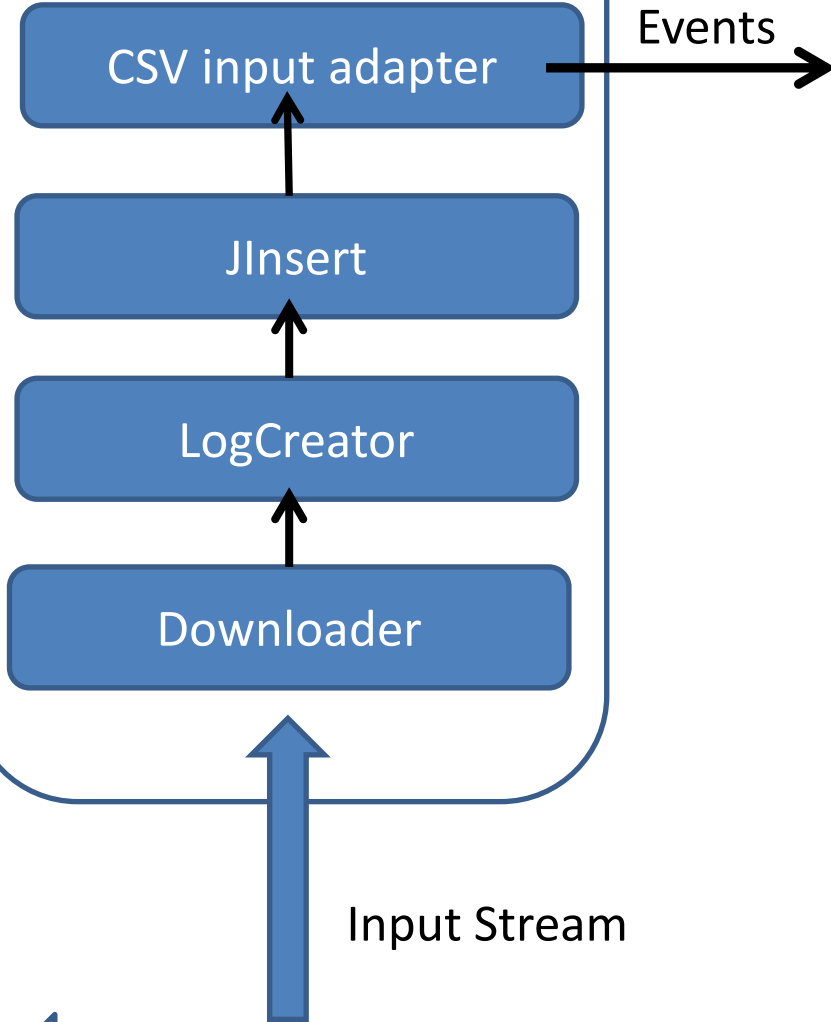 Events
CSV input adapter
JInsert
LogCreator
Downloader
Input Stream